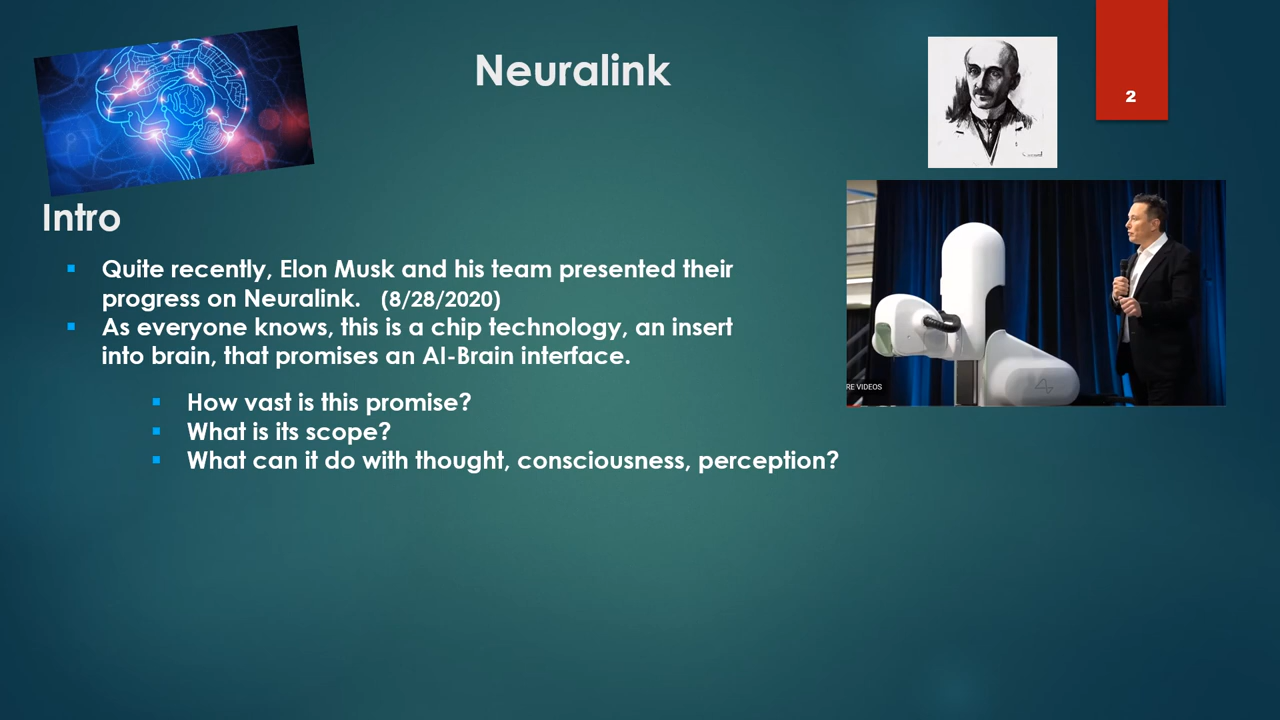 Neuralink
2
Intro
Quite recently, Elon Musk and his team presented their
progress on Neuralink. (8/28/2020)
As everyone knows, this is a chip technology, an insert
into brain, that promises an AI-Brain interface.
How vast is this promise?
What is its scope?
What can it do with thought, consciousness, perception?
RE VIDEOS